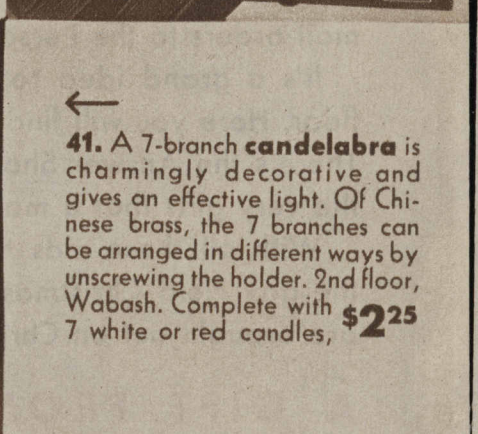 ←
41. A 7-branch candelabra is
charmingly decorative and
gives an effective light. Of Chi-
nese brass, the 7 branches can
be arranged in different ways by
unscrewing the holder. 2nd floor,
Wabash. Complete with
7 white or red candles, $2 25